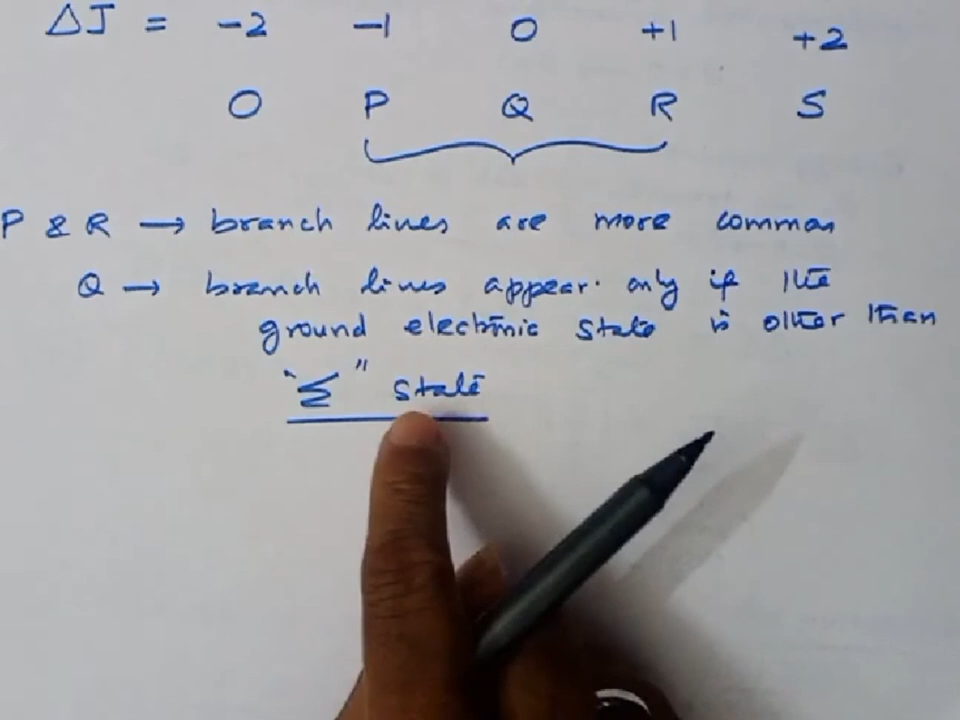 ΔJ = -2 -1 0 +1 +2
O P Q R S
P & R → branch lines are more common
Q → branch lines appear. only if the
ground electronic state is other than
"Σ" state